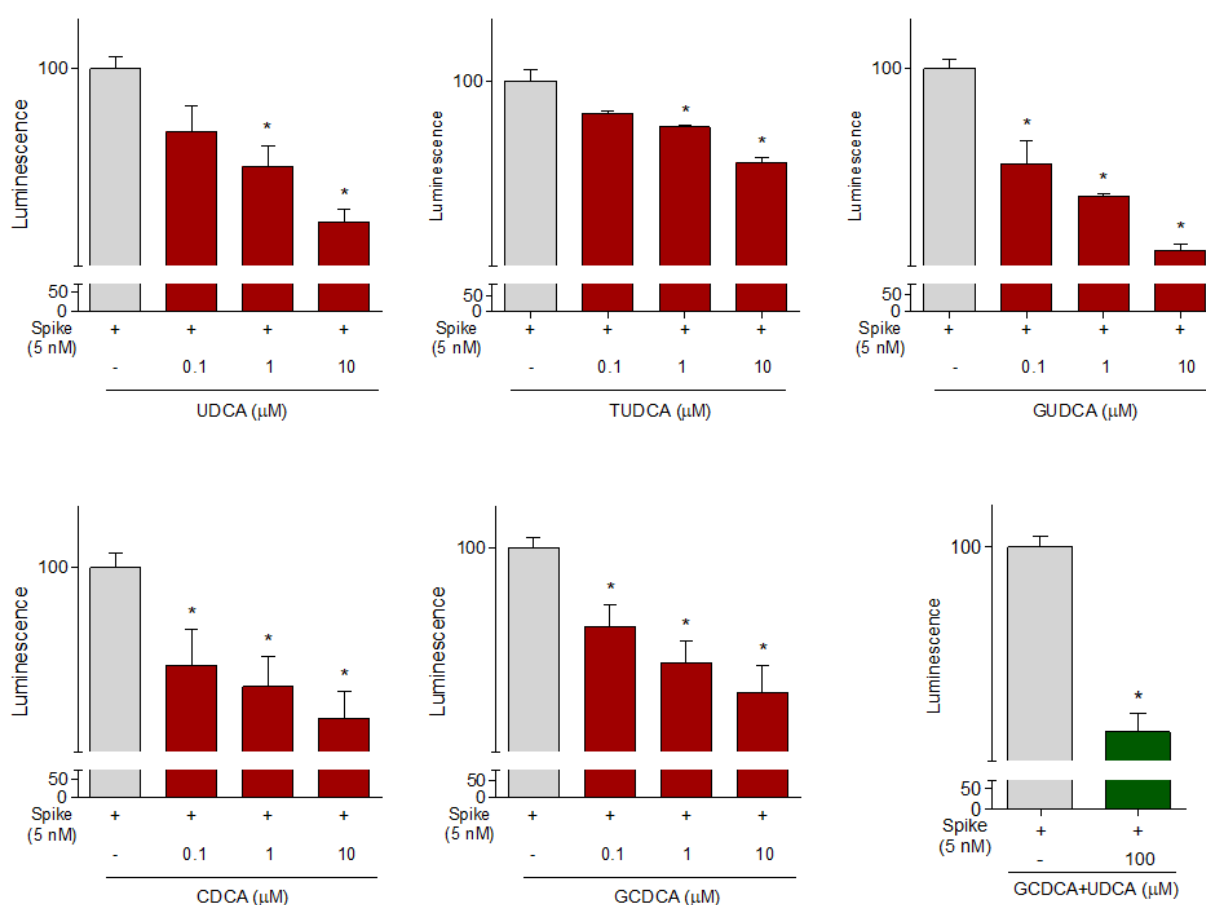 Luminescence
100
*
*
50
0
Spike
(5 nM)
+ + + +
- 0.1 1 10
UDCA (μM)
Luminescence
100
*
*
50
0
+ + + +
- 0.1 1 10
TUDCA (μM)
Luminescence
100
*
*
*
50
0
Spike
(5 nM)
+ + + +
- 0.1 1 10
GUDCA (μM)
Luminescence
100
*
*
*
50
0
Spike
(5 nM)
+ + + +
- 0.1 1 10
CDCA (μM)
Luminescence
100
*
*
*
50
0
Spike
(5 nM)
+ + + +
- 0.1 1 10
GCDCA (μM)
Luminescence
100
*
50
0
Spike
(5 nM)
+ +
- 100
GCDCA+UDCA (μM)